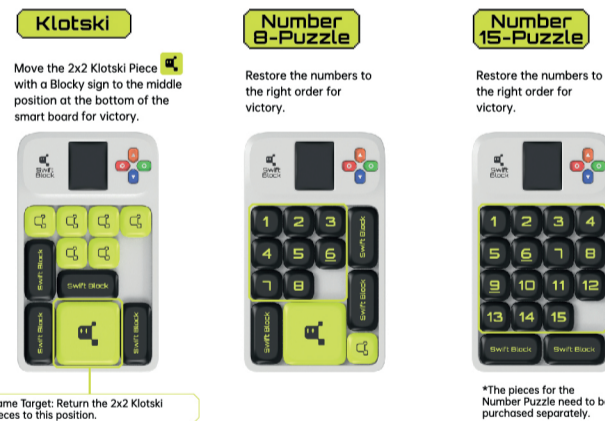 Klotski
Move the 2x2 Klotski Piece
with a Blocky sign to the middle
position at the bottom of the
smart board for victory.
Swift
Block
Swift Block
Swift Block
Swift Block
Swift Block
ame Target: Return the 2x2 Klotski
eces to this position.
Number
8-Puzzle
Restore the numbers to
the right order for
victory.
Swift
Block
1 2 3
Swift Block
4 5 6
7 8
Swift Block
Swift Block
Number
15-Puzzle
Restore the numbers to
the right order for
victory.
Swift
Block
1 2 3 4
5 6 7 8
9 10 11 12
13 14 15
Swift Block Swift Block
*The pieces for the
Number Puzzle need to be
purchased separately.